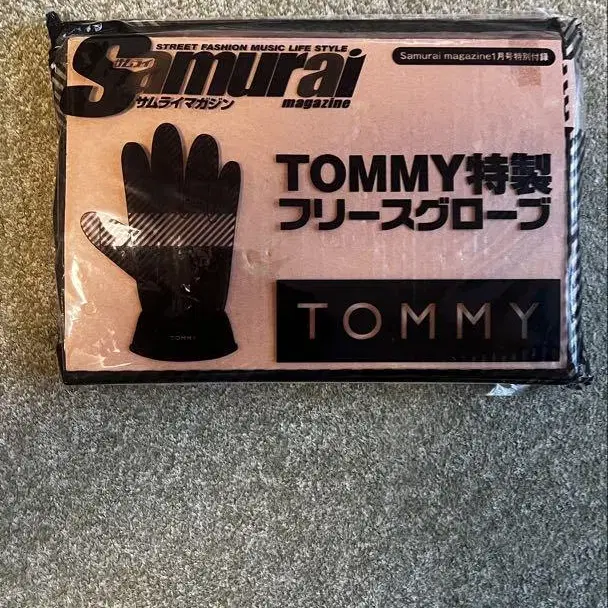 STREET FASHION MUSIC LIFE STYLE
Samurai
サムライ
magazine
サムライマガジン
Samurai magazine1月号特別付録
TOMMY特製
フリースグローブ
TOMMY
TOMMY